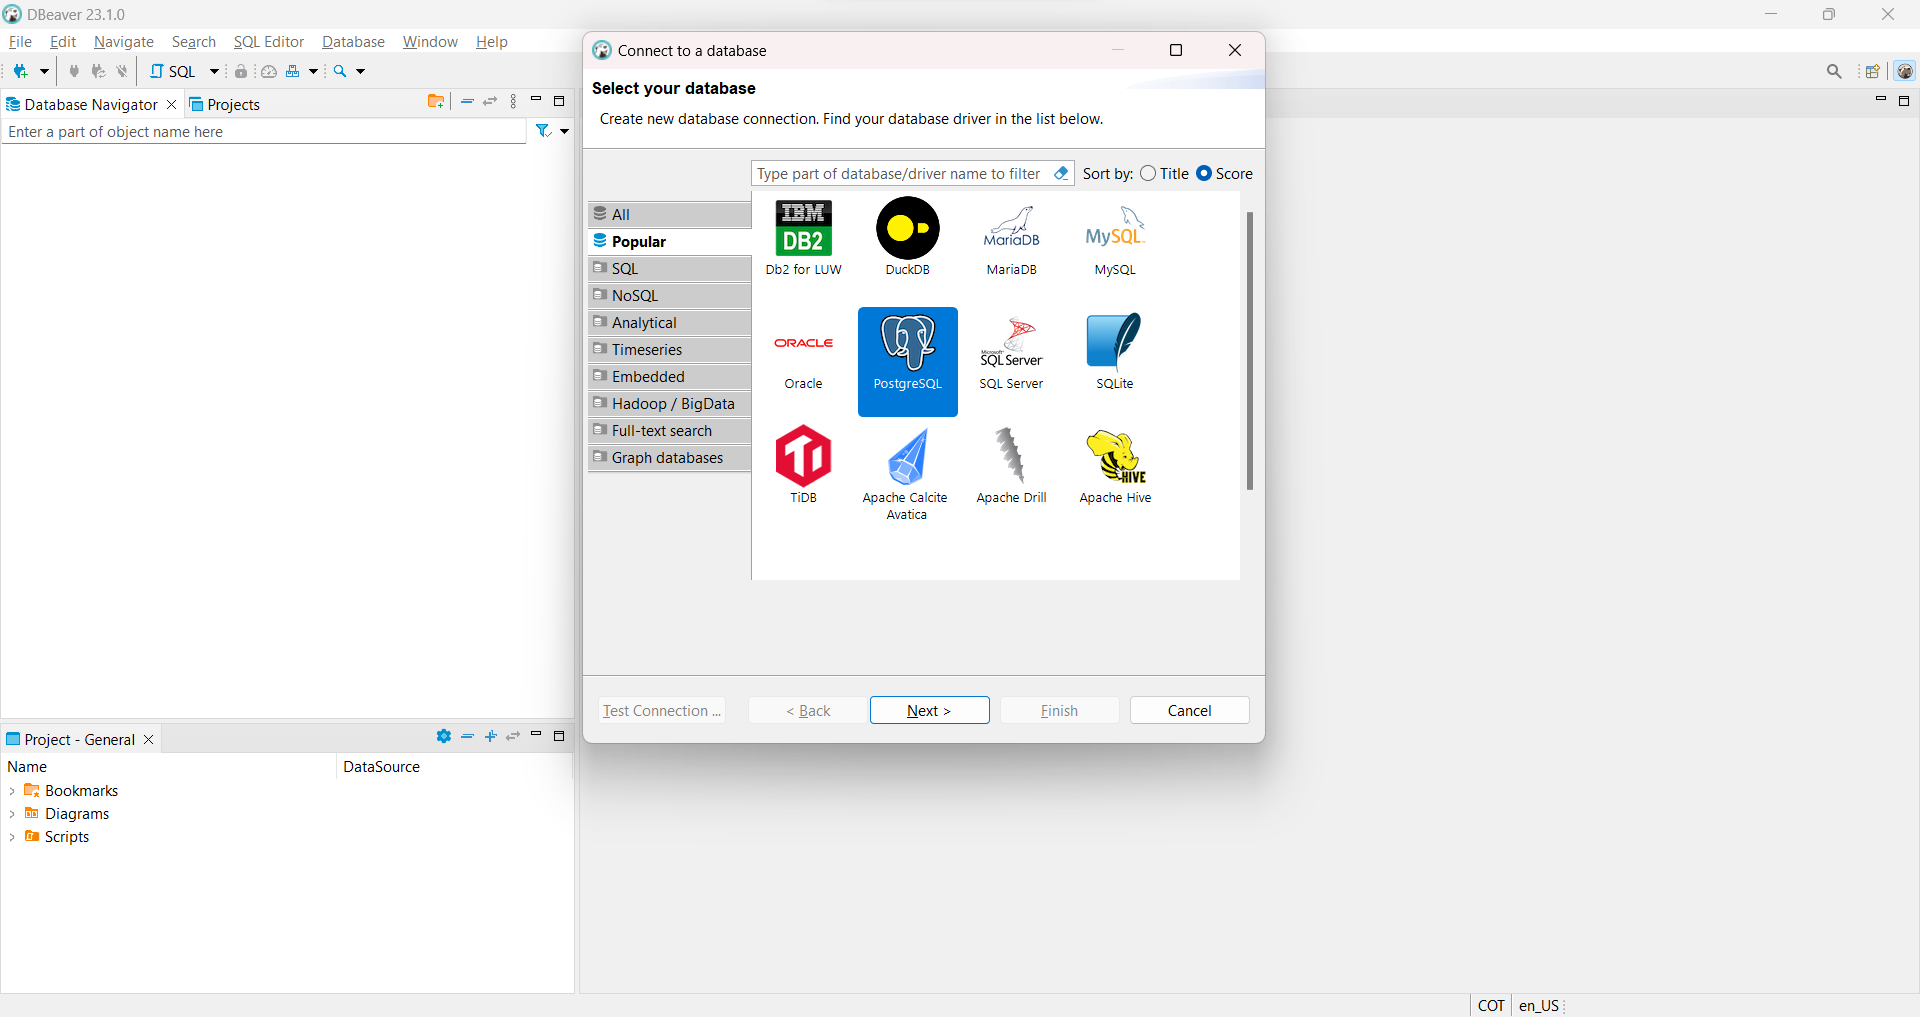 DBeaver 23.1.0
File Edit Navigate Search SQL Editor Database Window Help
SQL
Database Navigator Projects
Enter a part of object name here
Connect to a database
Select your database
Create new database connection. Find your database driver in the list below.
Type part of database/driver name to filter Sort by: Title Score
All
Popular
SQL
NoSQL
Analytical
Timeseries
Embedded
Hadoop / BigData
Full-text search
Graph databases
IBM
DB2
MariaDB
MySQL
Db2 for LUW DuckDB MariaDB MySQL
ORACLE
Microsoft
SQL Server
Oracle PostgreSQL SQL Server SQLite
HIVE
TiDB Apache Calcite Avatica Apache Drill Apache Hive
Test Connection ... < Back Next > Finish Cancel
Project - General
Name DataSource
Bookmarks
Diagrams
Scripts
COT en_US